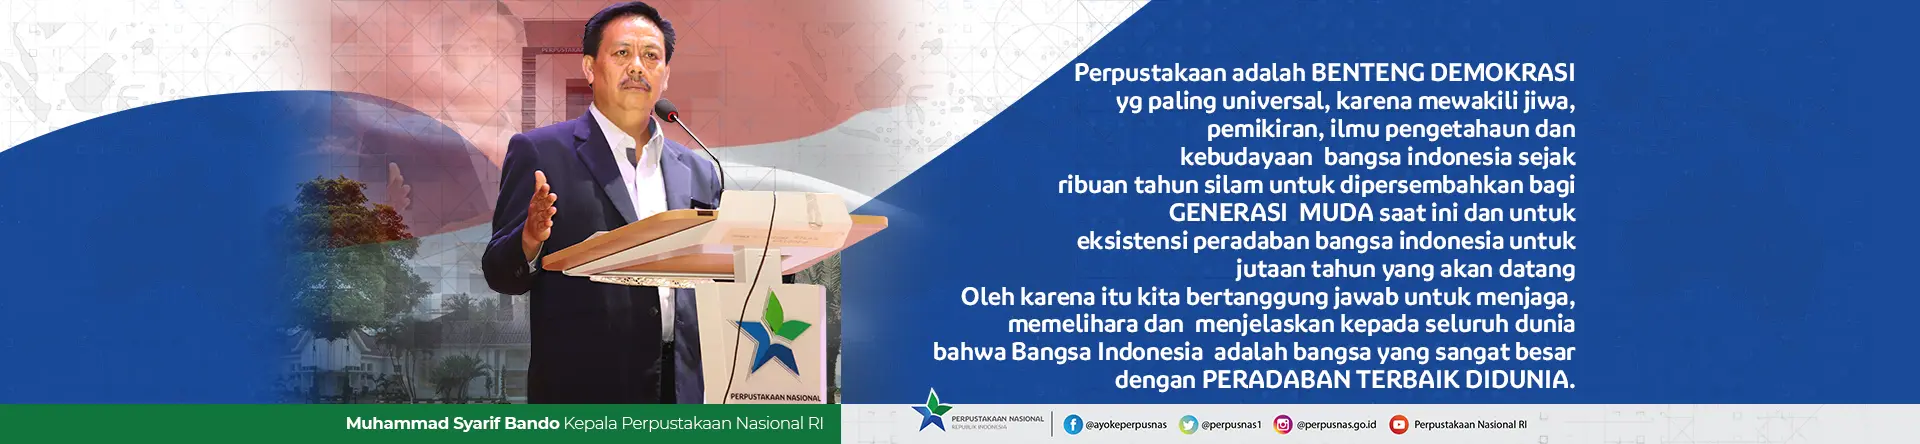 Perpustakaan adalah BENTENG DEMOKRASI
yg paling universal, karena mewakili jiwa,
pemikiran, ilmu pengetahaun dan
kebudayaan bangsa indonesia sejak
ribuan tahun silam untuk dipersembahkan bagi
GENERASI MUDA saat ini dan untuk
eksistensi peradaban bangsa indonesia untuk
jutaan tahun yang akan datang
Oleh karena itu kita bertanggung jawab untuk menjaga,
memelihara dan menjelaskan kepada seluruh dunia
bahwa Bangsa Indonesia adalah bangsa yang sangat besar
dengan PERADABAN TERBAIK DIDUNIA.
PERPUSTAKAAN
PERPUSTAKAAN NASIONAL
Muhammad Syarif Bando Kepala Perpustakaan Nasional RI
PERPUSTAKAAN NASIONAL
REPUBLIK INDONESIA
@ayokeperpusnas
@perpusnas1
@perpusnas.go.id
Perpustakaan Nasional RI